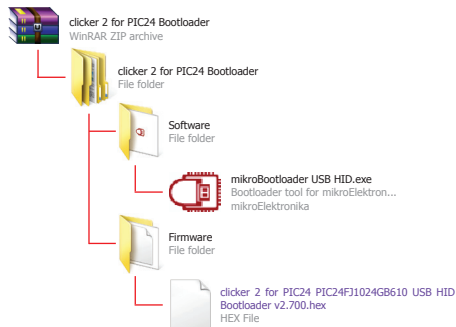 clicker 2 for PIC24 Bootloader
WinRAR ZIP archive
clicker 2 for PIC24 Bootloader
File folder
Software
File folder
mikroBootloader USB HID.exe
Bootloader tool for mikroElektron...
mikroElektronika
Firmware
File folder
clicker 2 for PIC24 PIC24FJ1024GB610 USB HID
Bootloader v2.700.hex
HEX File